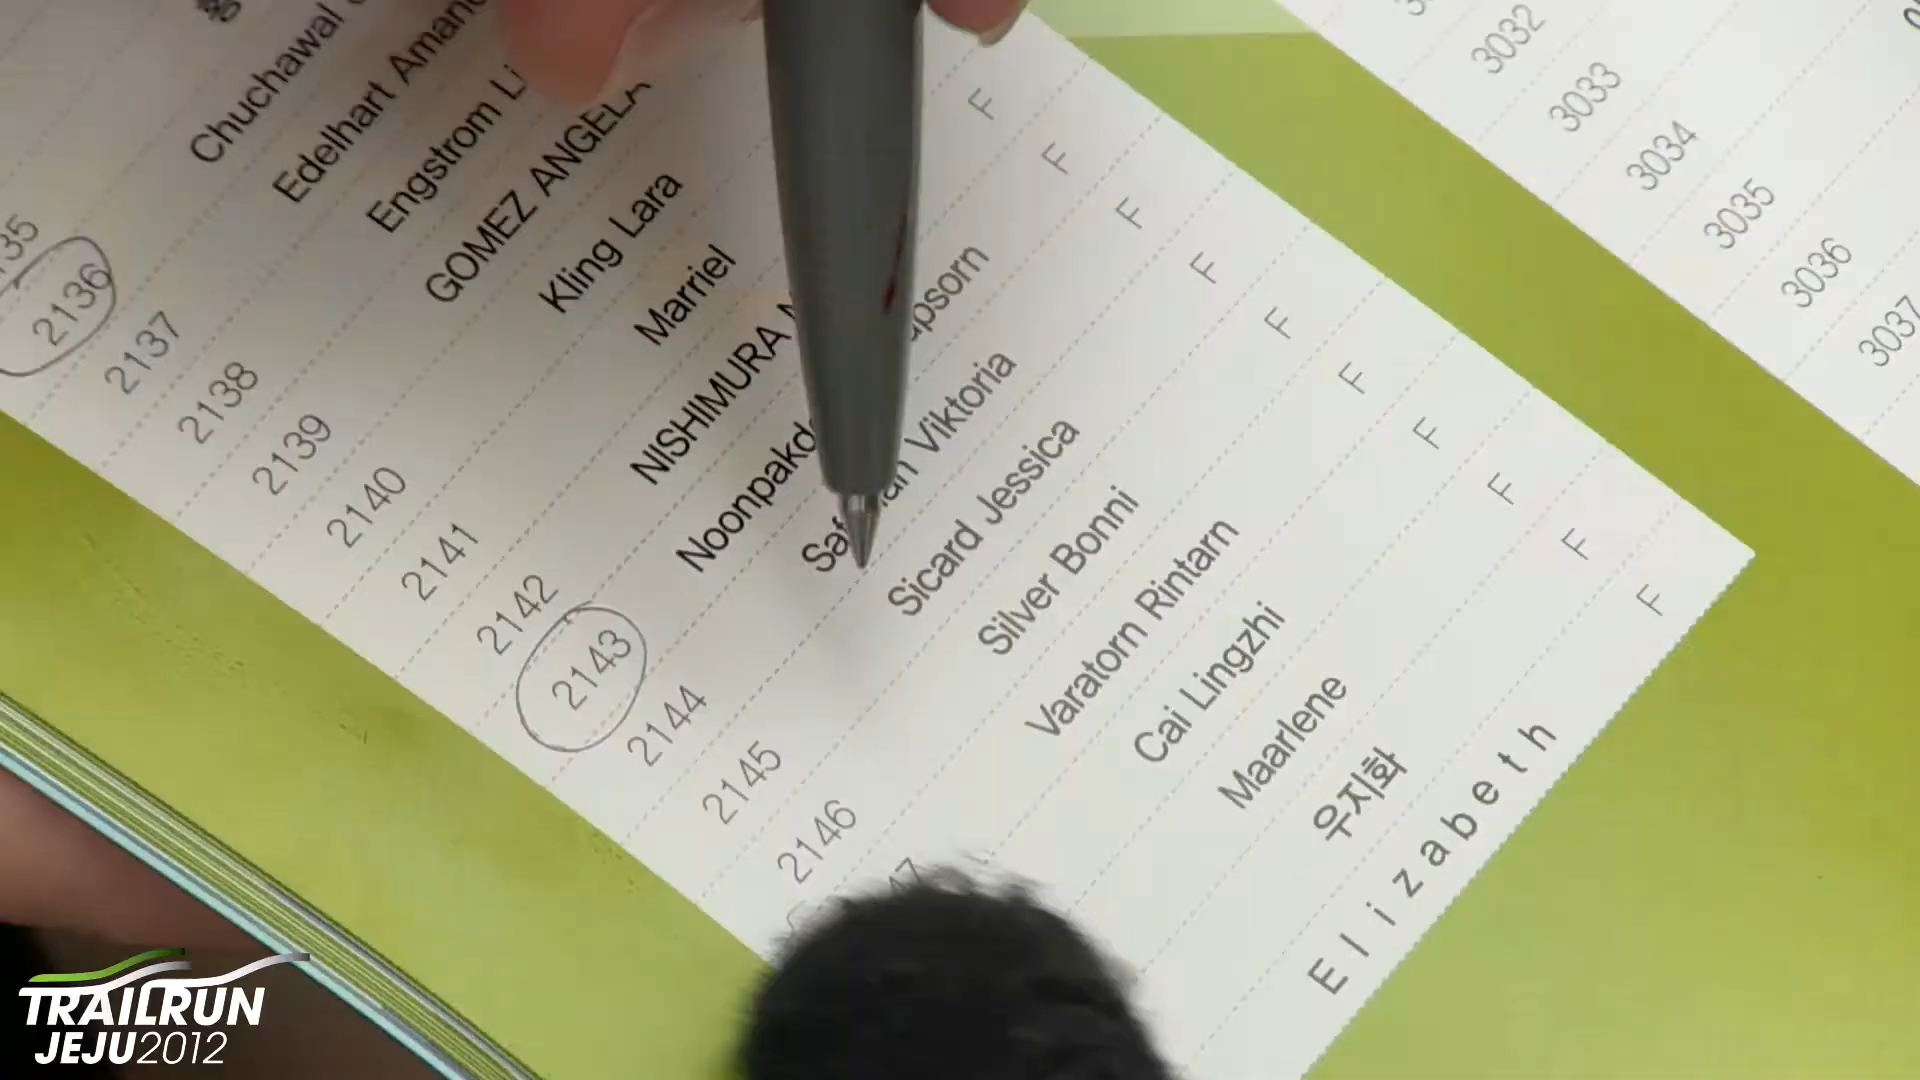 2136 Chuchawal
2137 Edelhart
2138 Engstrom
2139 GOMEZ ANGELA
2140 Kling Lara
2141 Marriel
2142 NISHIMURA F
2143 F
2144 Viktoria F
2145 Sicard Jessica F
2146 Silver Bonni F
Varatorn Rintarn F
Cai Lingzhi F
Maarlene F
우지화 F
Elizabeth F
3032
3033
3034
3035
3036
3037
TRAILRUN
JEJU2012